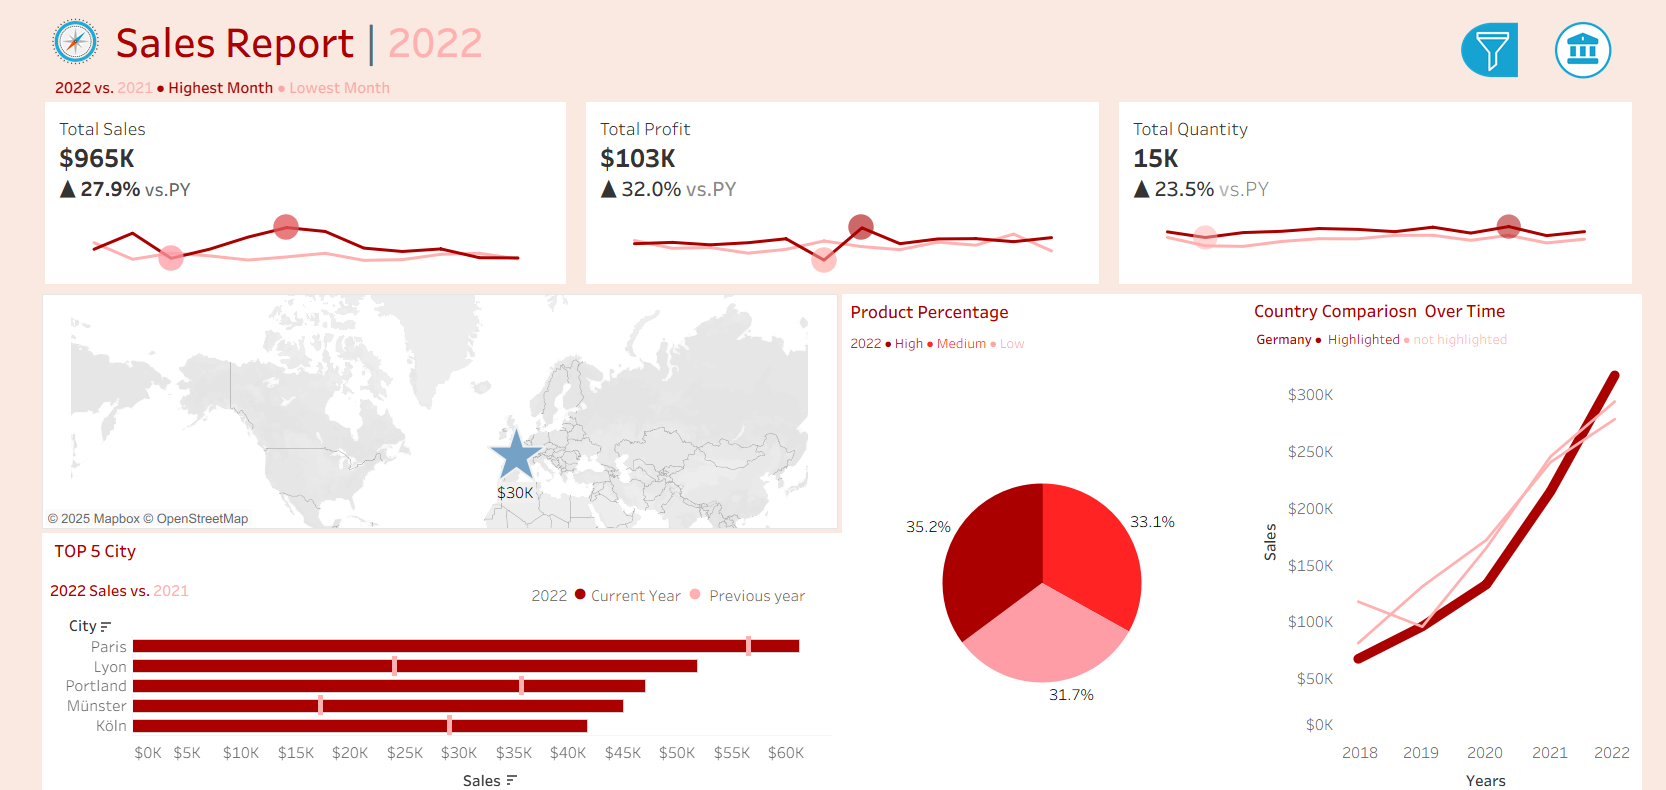 Sales Report | 2022
2022 vs. 2021 ● Highest Month ● Lowest Month
Total Sales
$965K
▲ 27.9% vs.PY
Total Profit
$103K
▲ 32.0% vs.PY
Total Quantity
15K
▲ 23.5% vs.PY
$30K
© 2025 Mapbox © OpenStreetMap
TOP 5 City
2022 Sales vs. 2021
2022 ● Current Year ● Previous year
City
Paris
Lyon
Portland
Münster
Köln
$0K $5K $10K $15K $20K $25K $30K $35K $40K $45K $50K $55K $60K
Sales
Product Percentage
2022 ● High ● Medium ● Low
35.2%
33.1%
31.7%
Country Compariosn Over Time
Germany ● Highlighted ● not highlighted
$300K
$250K
$200K
$150K
$100K
$50K
$0K
Sales
2018 2019 2020 2021 2022
Years